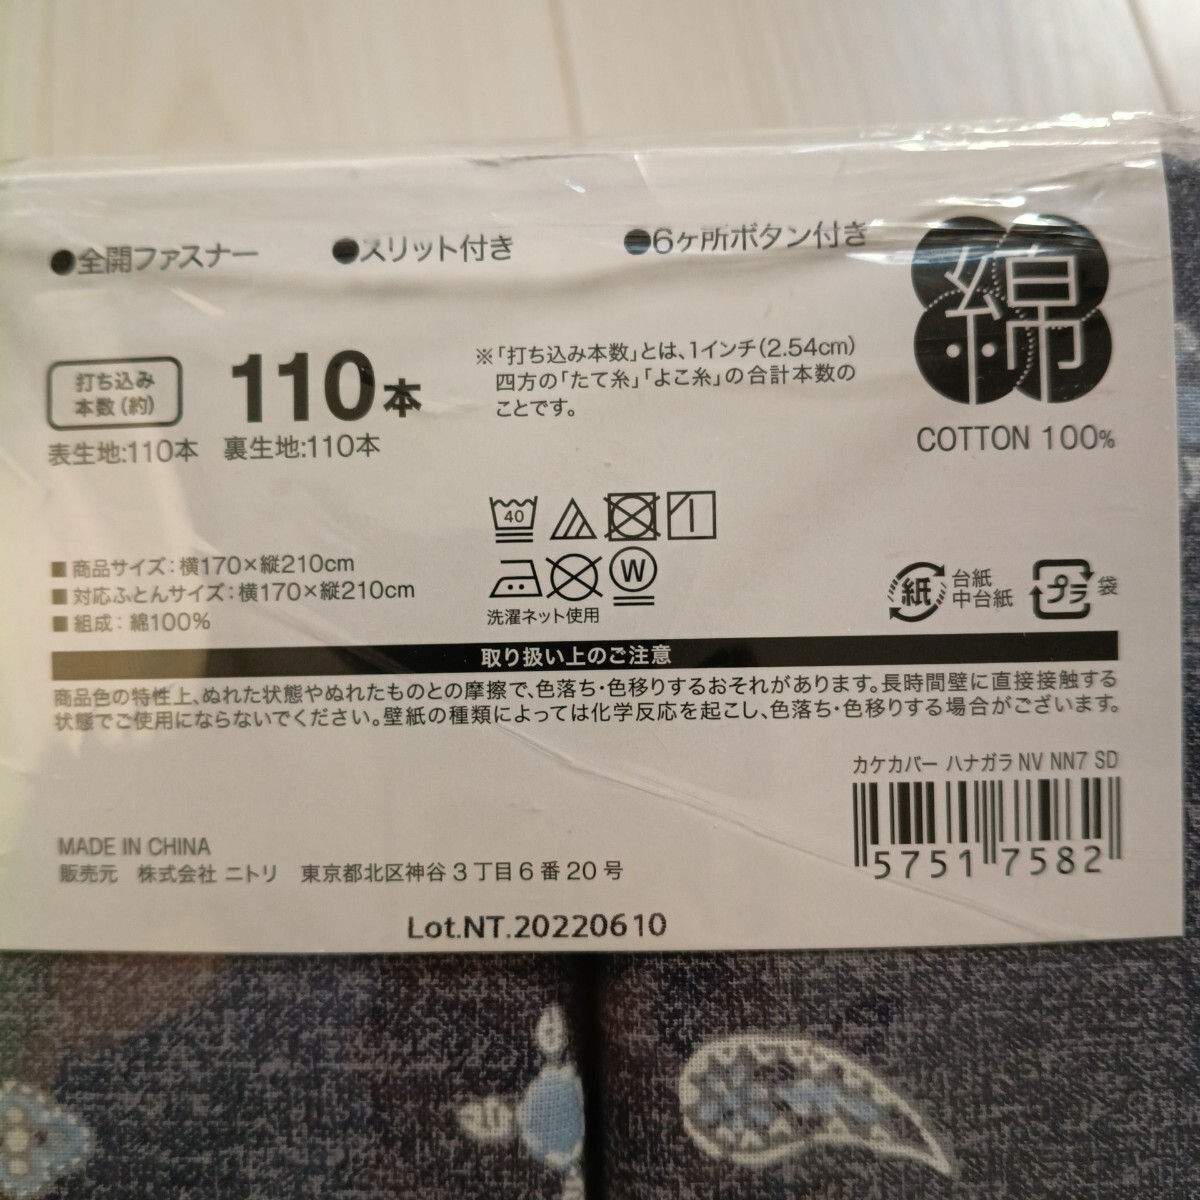 ●全開ファスナー ●スリット付き ●6ヶ所ボタン付き
綿
COTTON 100%
打ち込み
本数(約)
110本
表生地:110本 裏生地:110本
※「打ち込み本数」とは、1インチ(2.54cm)
四方の「たて糸」「よこ糸」の合計本数の
ことです。
40
W
洗濯ネット使用
■商品サイズ:横170×縦210cm
■対応ふとんサイズ:横170×縦210cm
■組成:綿100%
紙 台紙
中台紙
プラ 袋
取り扱い上のご注意
商品色の特性上、ぬれた状態やぬれたものとの摩擦で、色落ち・色移りするおそれがあります。長時間壁に直接接触する
状態でご使用にならないでください。壁紙の種類によっては化学反応を起こし、色落ち・色移りする場合がございます。
カケカバー ハナガラNV NN7 SD
5751 7582
MADE IN CHINA
販売元 株式会社 ニトリ 東京都北区神谷3丁目6番20号
Lot.NT.20220610